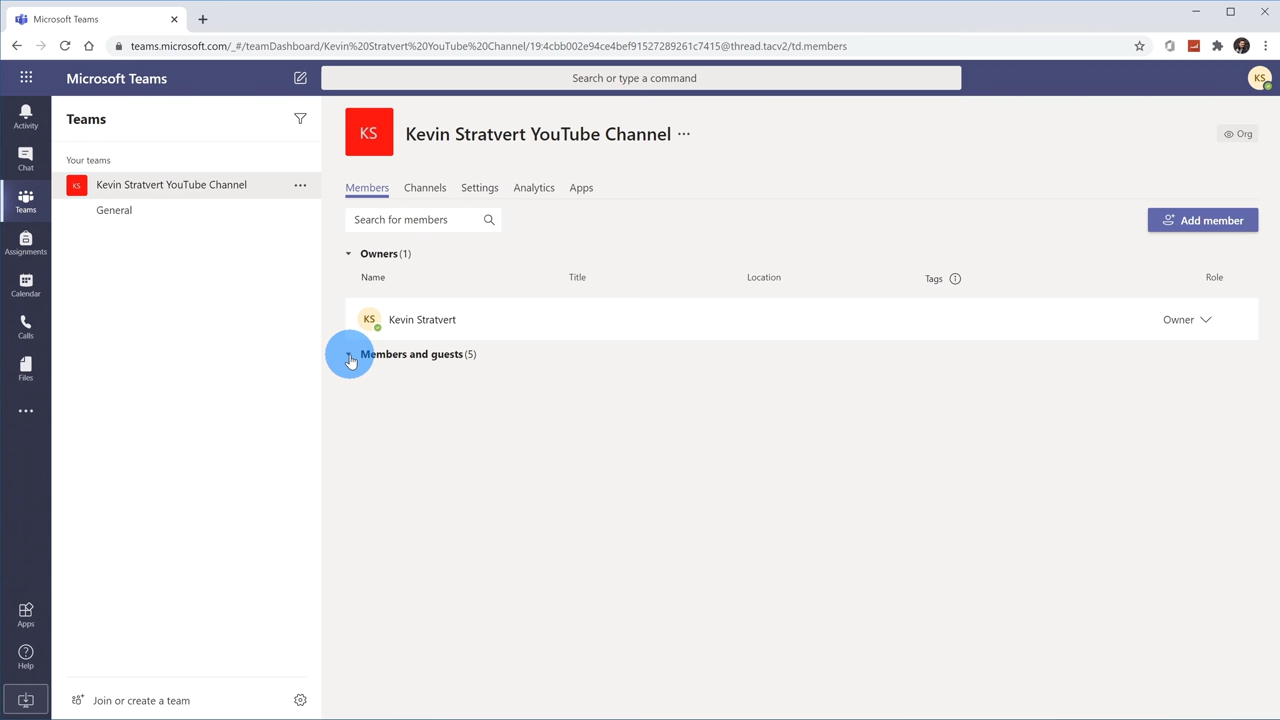 Microsoft Teams
teams.microsoft.com/_#/teamDashboard/Kevin%20Stratvert%20YouTube%20Channel/19:4cbb002e94ce4bef91527289261c7415@thread.tacv2/td.members
Microsoft Teams
Search or type a command
KS
Activity
Chat
Teams
Assignments
Calendar
Calls
Files
Apps
Help
Teams
Your teams
KS
Kevin Stratvert YouTube Channel
General
Join or create a team
KS
Kevin Stratvert YouTube Channel
Org
Members Channels Settings Analytics Apps
Search for members
Add member
Owners (1)
Name Title Location Tags Role
KS Kevin Stratvert Owner
Members and guests (5)